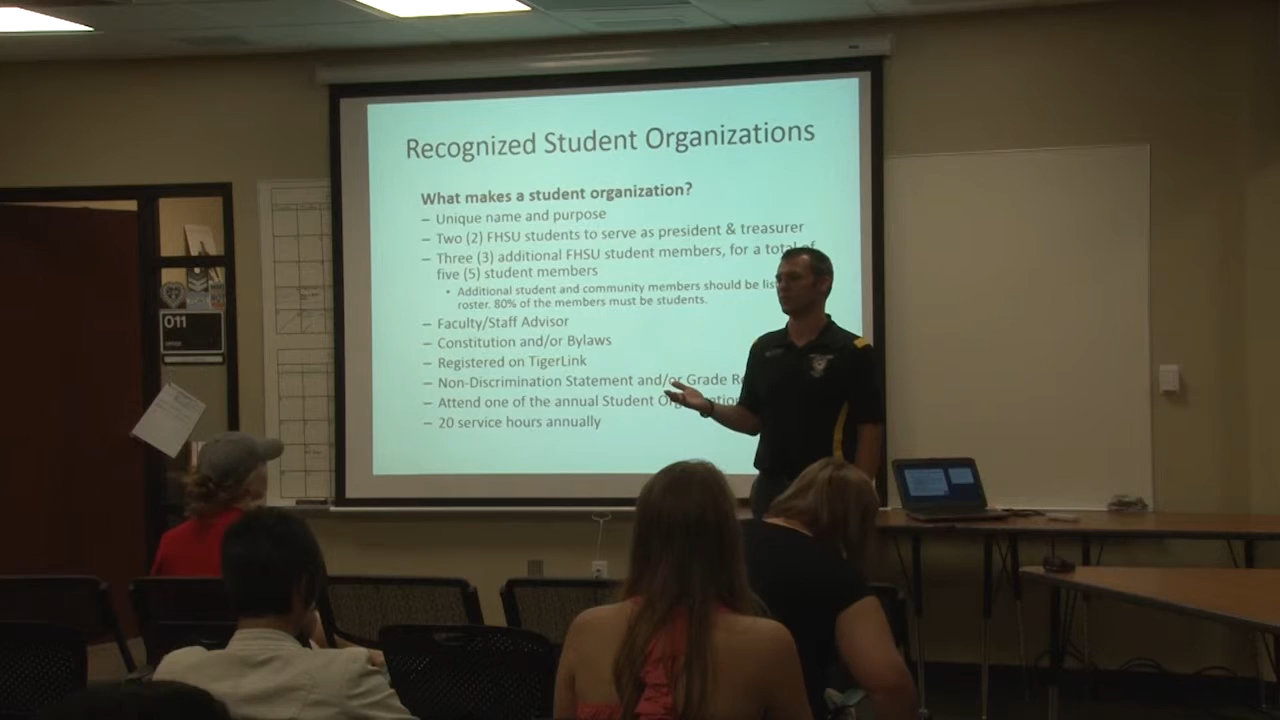 Recognized Student Organizations
What makes a student organization?
– Unique name and purpose
– Two (2) FHSU students to serve as president & treasurer
– Three (3) additional FHSU student members, for a total of
five (5) student members
• Additional student and community members should be
roster. 80% of the members must be students.
– Faculty/Staff Advisor
– Constitution and/or Bylaws
– Registered on TigerLink
– Non-Discrimination Statement and/or Grade
– Attend one of the annual Student
– 20 service hours annually
011